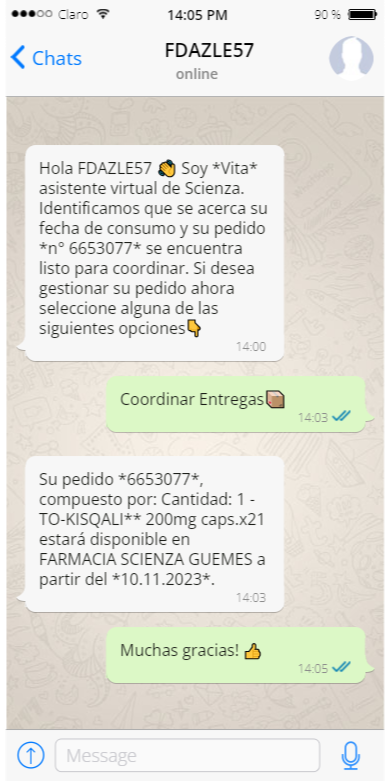 Claro 14:05 PM 90 %
Chats FDAZLE57
online
Hola FDAZLE57 👏 Soy *Vita*
asistente virtual de Scienza.
Identificamos que se acerca su
fecha de consumo y su pedido
*n° 6653077* se encuentra
listo para coordinar. Si desea
gestionar su pedido ahora
seleccione alguna de las
siguientes opciones👇
14:00
Coordinar Entregas📦
14:03
Su pedido *6653077*,
compuesto por: Cantidad: 1 -
TO-KISQALI** 200mg caps.x21
estará disponible en
FARMACIA SCIENZA GUEMES a
partir del *10.11.2023*.
14:03
Muchas gracias! 👍
14:05
Message